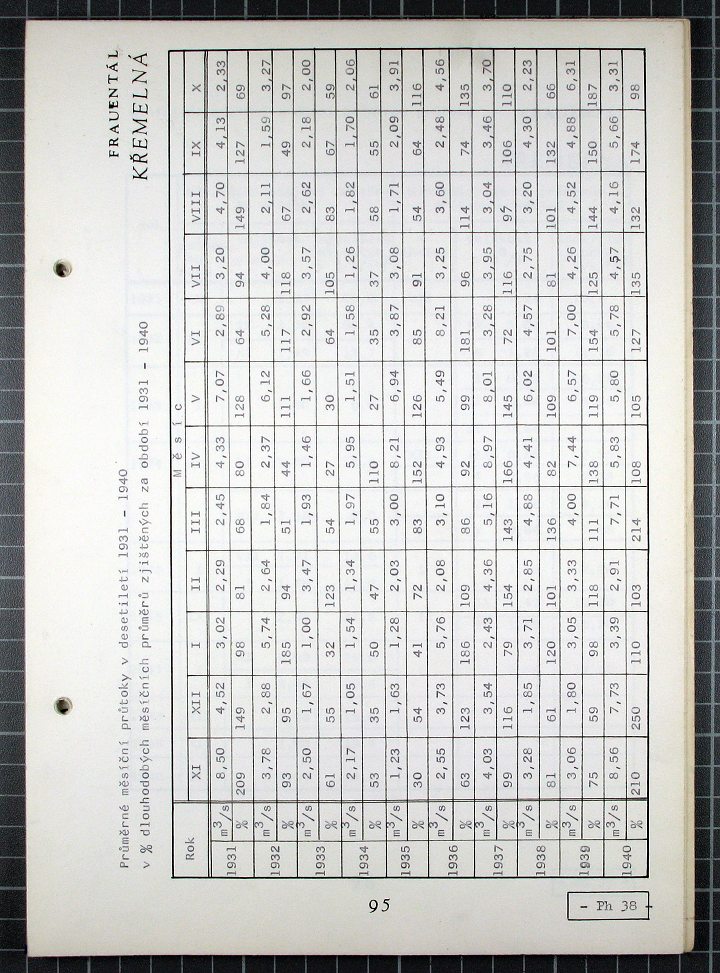 FRAUENTÁL
KŘEMELNÁ
Průměrné měsíční průtoky v desetiletí 1931 - 1940
v % dlouhodobých měsíčních průměrů zjištěných za období 1931 - 1940
Rok M ě s í c
XI XII I II III IV V VI VII VIII IX X
1931 m³/s 8,50 4,52 3,02 2,29 2,45 4,33 7,07 2,89 3,20 4,70 4,13 2,33
% 209 149 98 81 68 80 128 64 94 149 127 69
1932 m³/s 3,78 2,88 5,74 2,64 1,84 2,37 6,12 5,28 4,00 2,11 1,59 3,27
% 93 95 185 94 51 44 111 117 118 67 49 97
1933 m³/s 2,50 1,67 1,00 3,47 1,93 1,46 1,66 2,92 3,57 2,62 2,18 2,00
% 61 55 32 123 54 27 30 64 105 83 67 59
1934 m³/s 2,17 1,05 1,54 1,34 1,97 5,95 1,51 1,58 1,26 1,82 1,70 2,06
% 53 35 50 47 55 110 27 35 37 58 55 61
1935 m³/s 1,23 1,63 1,28 2,03 3,00 8,21 6,94 3,87 3,08 1,71 2,09 3,91
% 30 54 41 72 83 152 126 85 91 54 64 116
1936 m³/s 2,55 3,73 5,76 2,08 3,10 4,93 5,49 8,21 3,25 3,60 2,48 4,56
% 63 123 186 109 86 92 99 181 96 114 74 135
1937 m³/s 4,03 3,54 2,43 4,36 5,16 8,97 8,01 3,28 3,95 3,04 3,46 3,70
% 99 116 79 154 143 166 145 72 116 97 106 110
1938 m³/s 3,28 1,85 3,71 2,85 4,88 4,41 6,02 4,57 2,75 3,20 4,30 2,23
% 81 61 120 101 136 82 109 101 81 101 132 66
1939 m³/s 3,06 1,80 3,05 3,33 4,00 7,44 6,57 7,00 4,26 4,52 4,88 6,31
% 75 59 98 118 111 138 119 154 125 144 150 187
1940 m³/s 8,56 7,73 3,39 2,91 7,71 5,83 5,80 5,78 4,57 4,16 5,66 3,31
% 210 250 110 103 214 108 105 127 135 132 174 98
95
- Ph 38 -